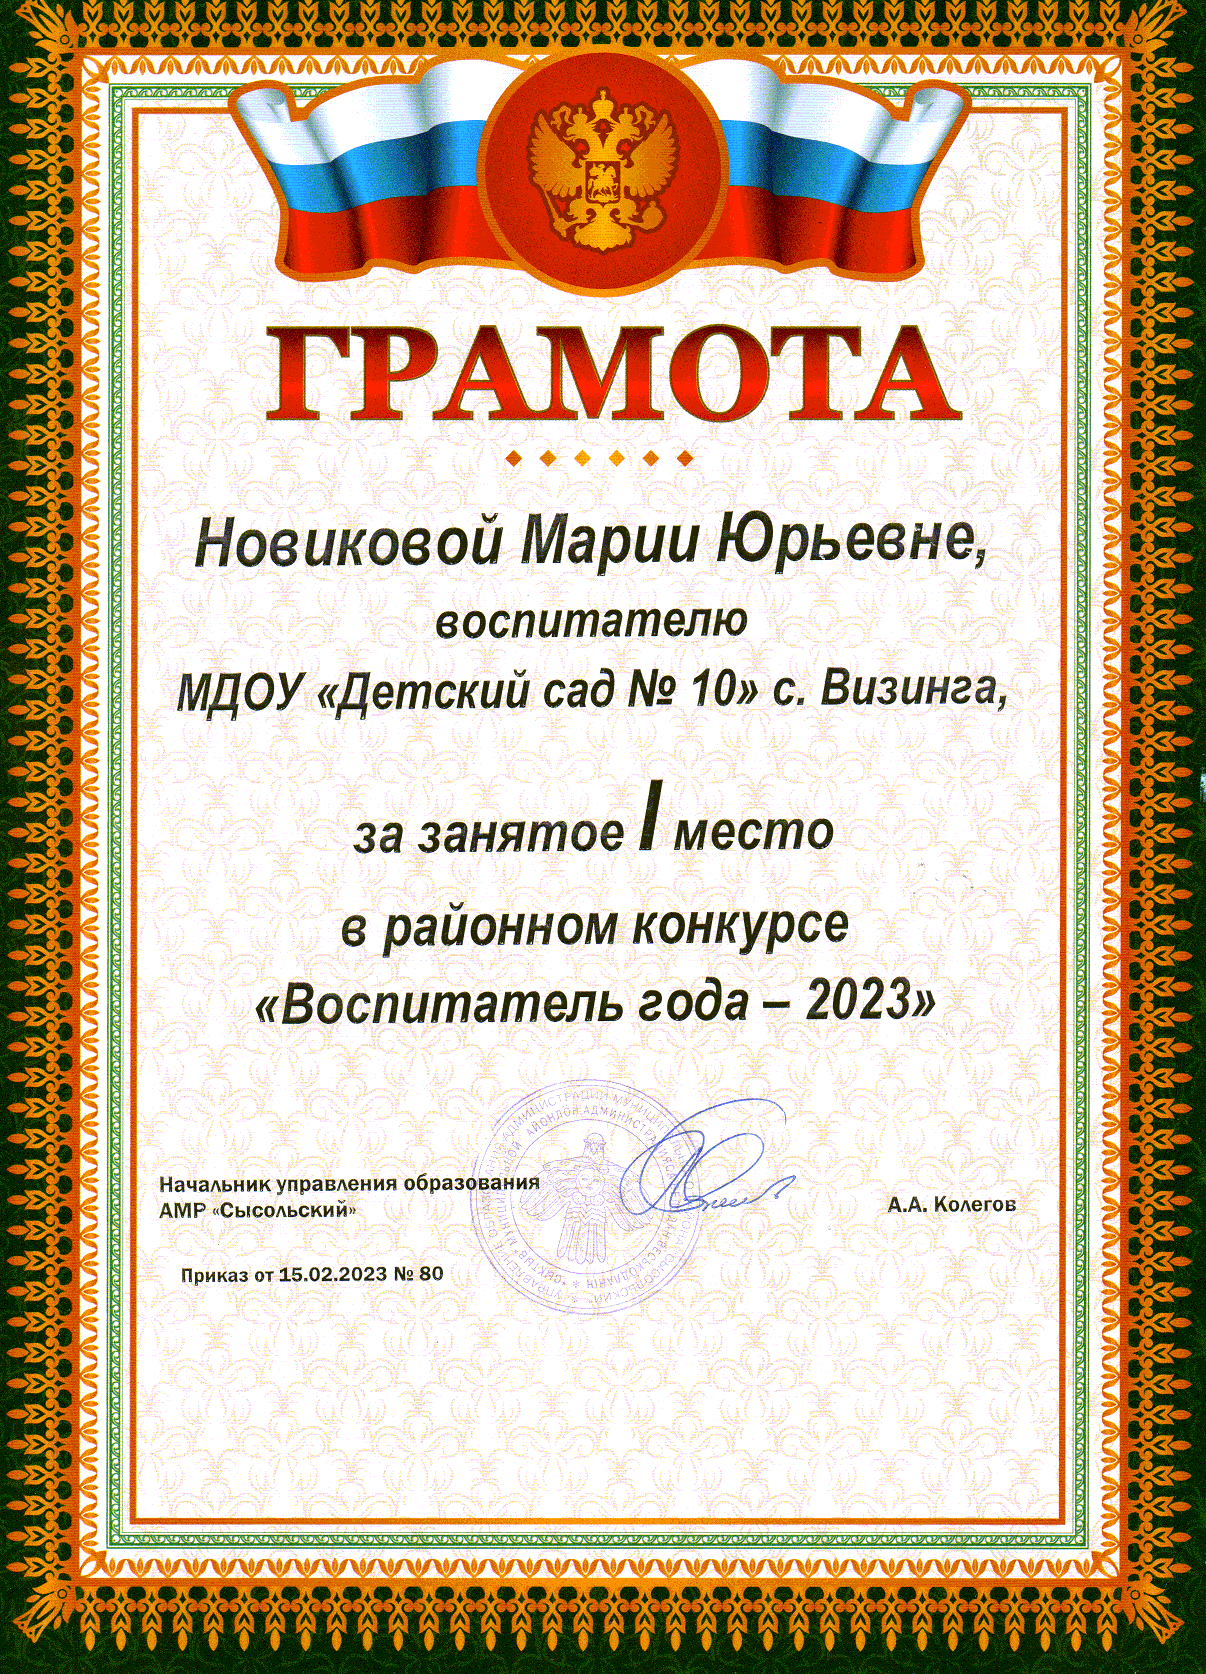 ГРАМОТА
Новиковой Марии Юрьевне,
воспитателю
МДОУ «Детский сад № 10» с. Визинга,
за занятое I место
в районном конкурсе
«Воспитатель года – 2023»
Начальник управления образования
АМР «Сысольский»
А.А. Колегов
Приказ от 15.02.2023 № 80